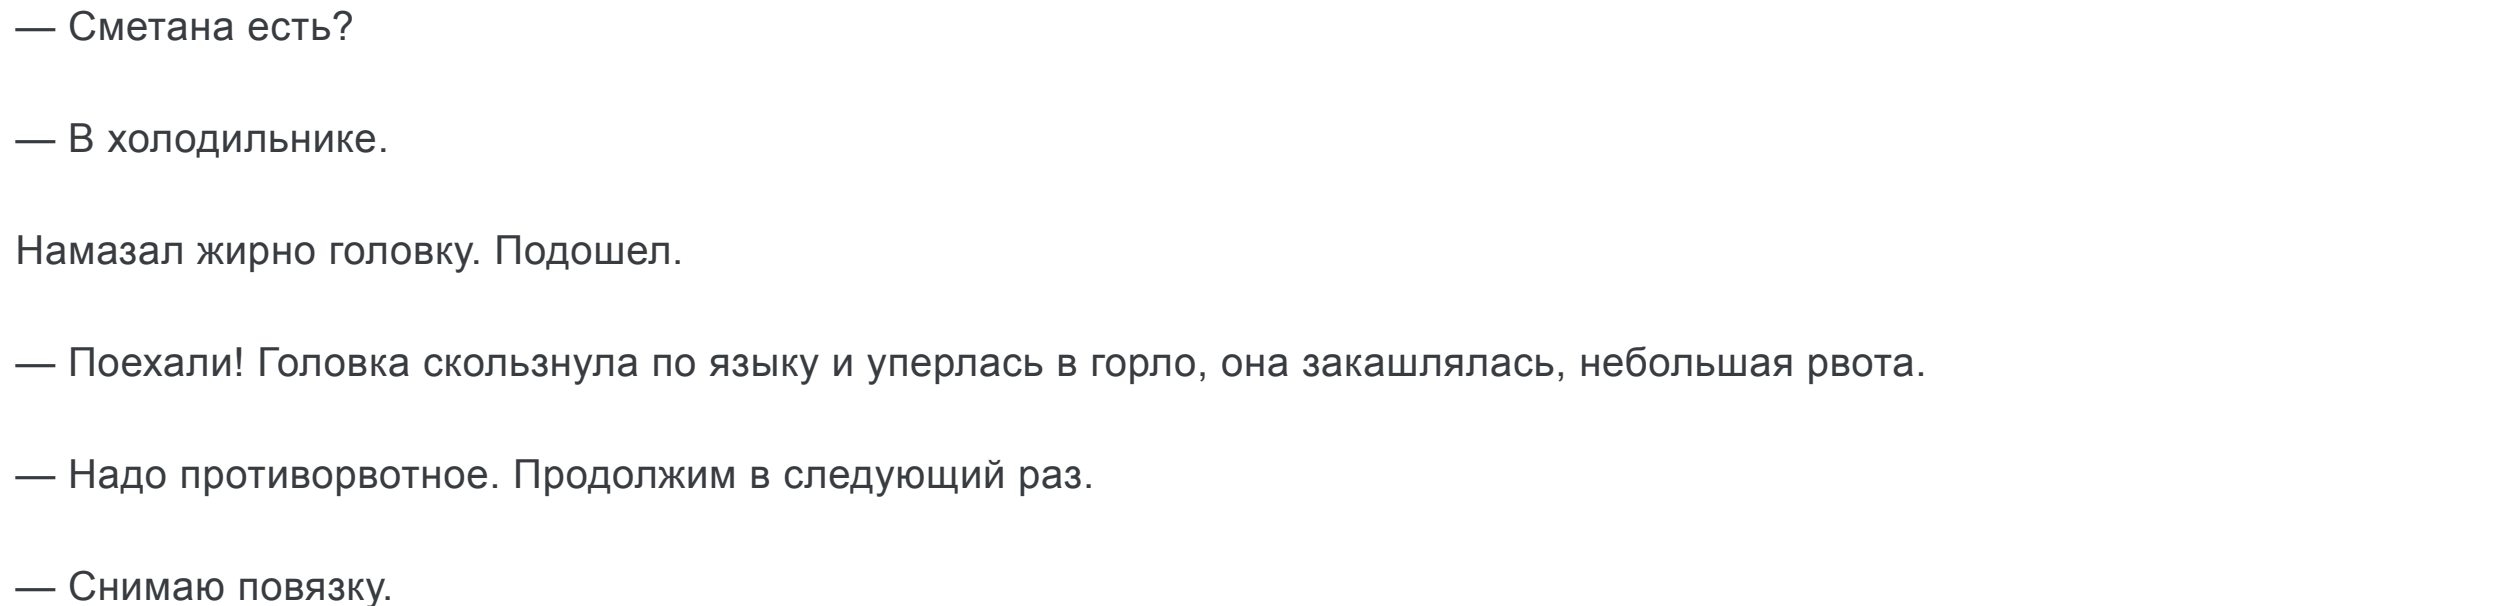 — Сметана есть?
— В холодильнике.
Намазал жирно головку. Подошел.
— Поехали! Головка скользнула по языку и уперлась в горло, она закашлялась, небольшая рвота.
— Надо противорвотное. Продолжим в следующий раз.
— Снимаю повязку.